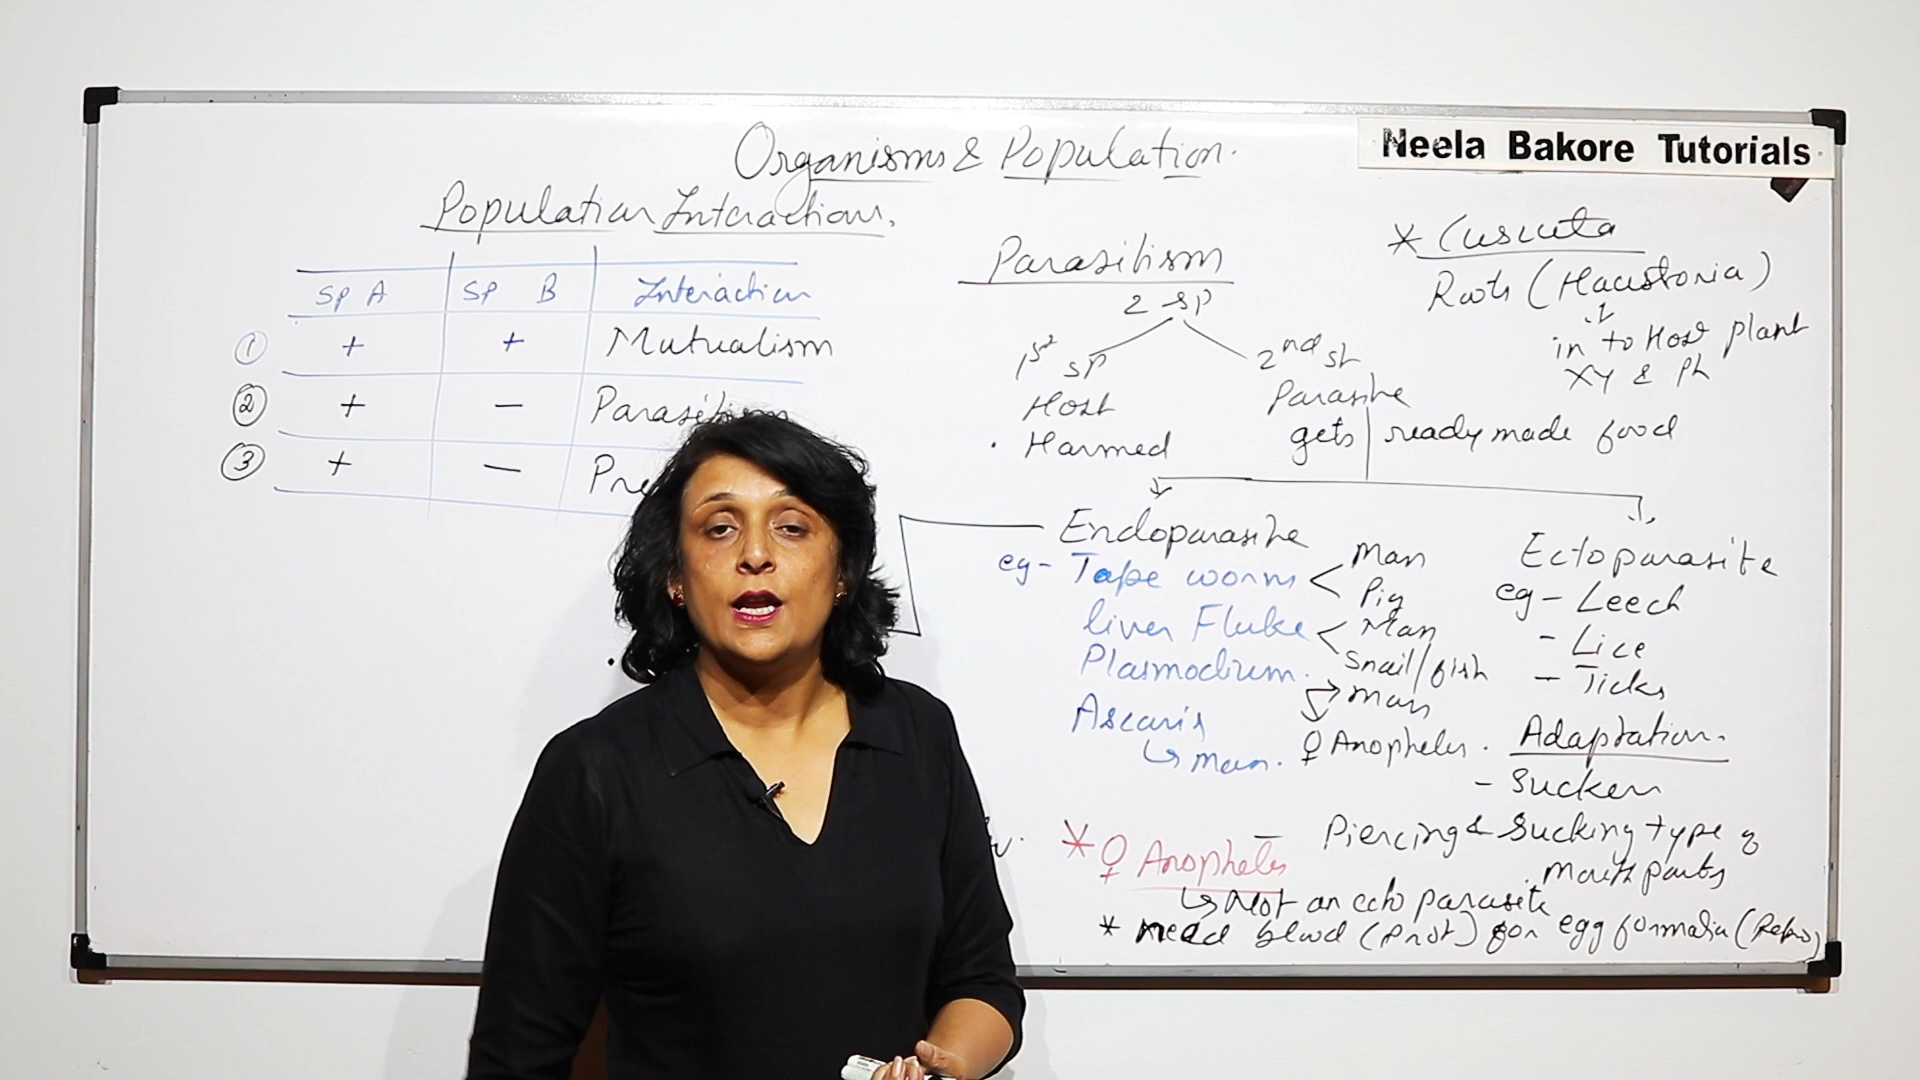 Organisms & Population.
Neela Bakore Tutorials
Population Interactions.
Sp A Sp B Interaction
① + + Mutualism
② + - Parasitism
③ + - Pre
Parasitism
2 sp
1st sp
Host
. Harmed
2nd sp
Parasite
gets ready made food
* Cuscuta
Roots (Haustoria)
↓
in to Host plant
XY & Ph
Endoparasite
eg - Tape worm < Man
Pig
liver Fluke < Man
Snail/fish
Plasmodium. → Man
♀ Anopheles.
Ascaris
↳ man.
Ectoparasite
eg - Leech
- Lice
- Ticks
Adaptation.
- Suckers
Piercing & Sucking type of
mouth parts
* ♀ Anopheles
↳ Not an ecto parasite
* need blood (Prot) for egg formation (Repro)